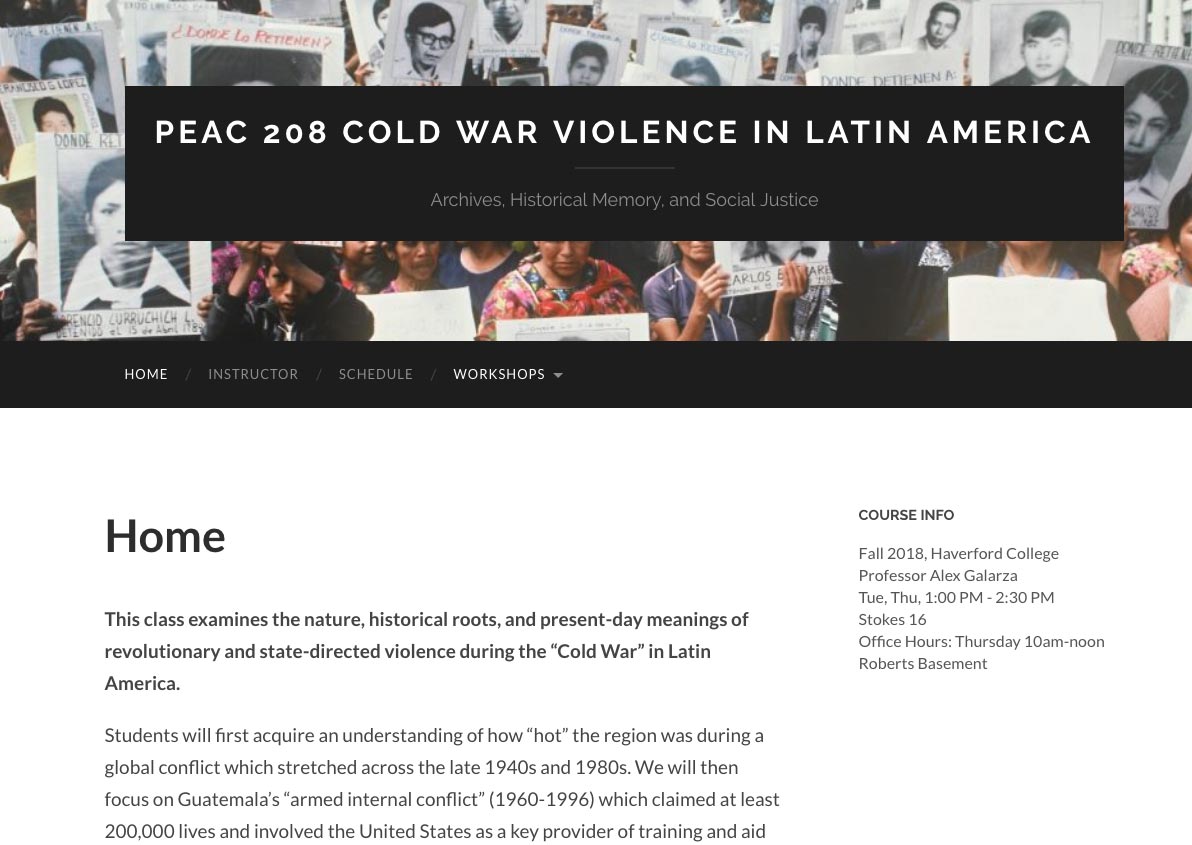 ¿DONDE LO RETIENEN?
DONDE DETIENEN A:
FRANCISCO S LOPEZ
PEAC 208 COLD WAR VIOLENCE IN LATIN AMERICA
Archives, Historical Memory, and Social Justice
CARLOS
HOME / INSTRUCTOR / SCHEDULE / WORKSHOPS
Home
COURSE INFO
Fall 2018, Haverford College
Professor Alex Galarza
Tue, Thu, 1:00 PM - 2:30 PM
Stokes 16
Office Hours: Thursday 10am-noon
Roberts Basement
This class examines the nature, historical roots, and present-day meanings of
revolutionary and state-directed violence during the “Cold War” in Latin
America.
Students will first acquire an understanding of how “hot” the region was during a
global conflict which stretched across the late 1940s and 1980s. We will then
focus on Guatemala’s “armed internal conflict” (1960-1996) which claimed at least
200,000 lives and involved the United States as a key provider of training and aid